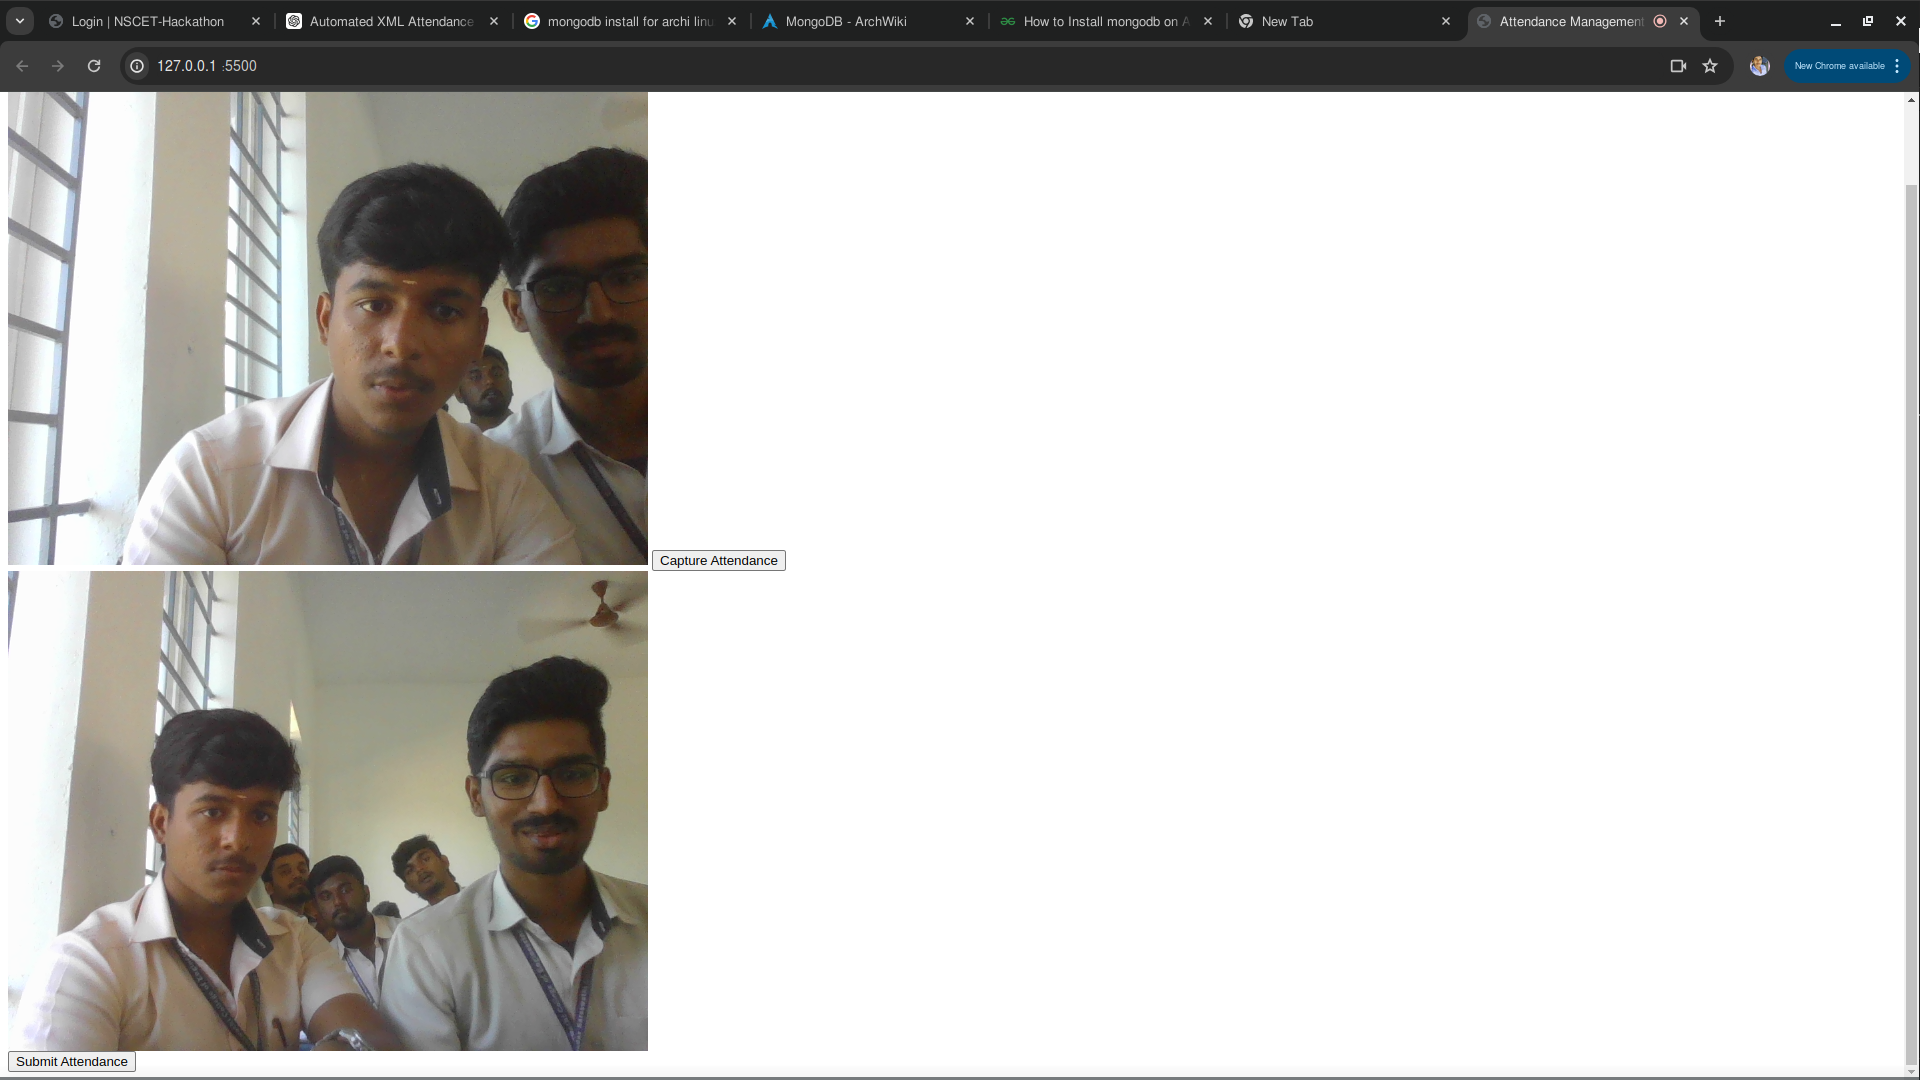 Login | NSCET-Hackathon
Automated XML Attendance
mongodb install for archi linu
MongoDB - ArchWiki
How to Install mongodb on A
New Tab
Attendance Management
127.0.0.1:5500
New Chrome available
Capture Attendance
Submit Attendance